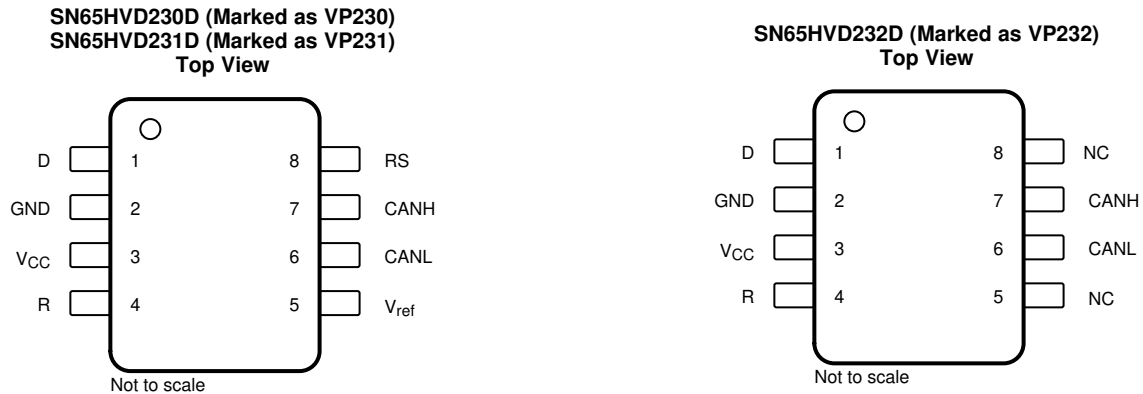 SN65HVD230D (Marked as VP230)
SN65HVD231D (Marked as VP231)
Top View
D 1 8 RS
GND 2 7 CANH
VCC 3 6 CANL
R 4 5 Vref
Not to scale
SN65HVD232D (Marked as VP232)
Top View
D 1 8 NC
GND 2 7 CANH
VCC 3 6 CANL
R 4 5 NC
Not to scale